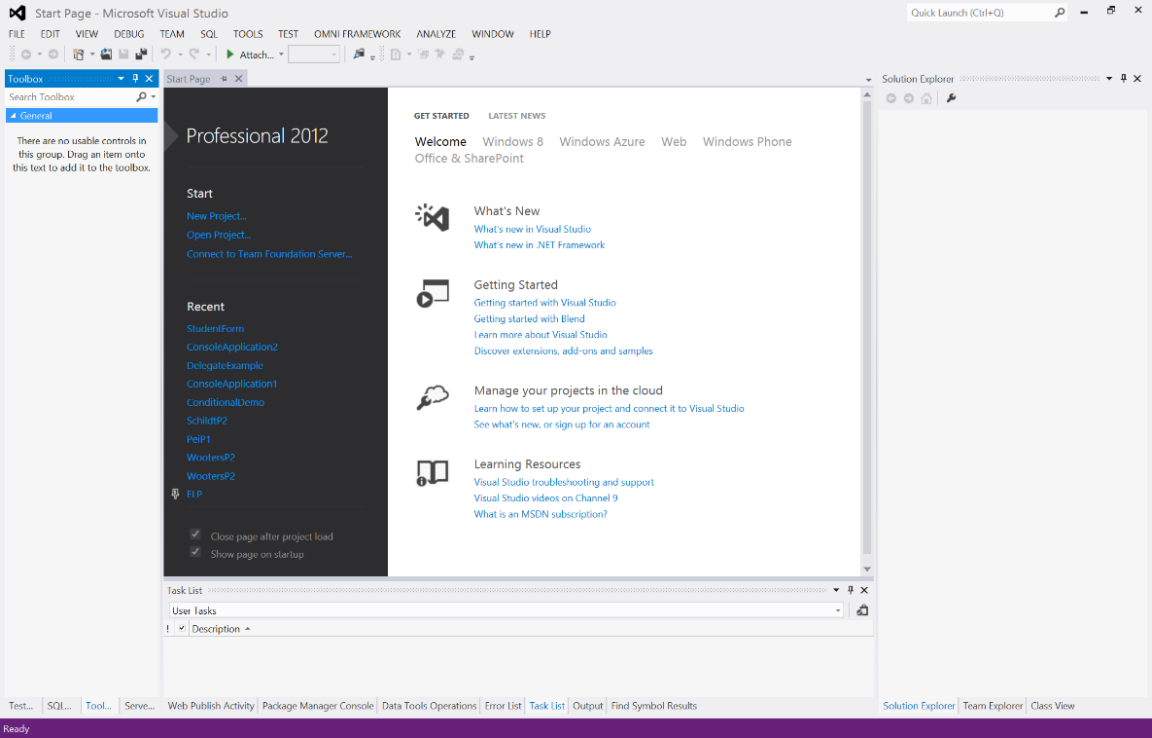 Start Page - Microsoft Visual Studio
Quick Launch (Ctrl+Q)
FILE EDIT VIEW DEBUG TEAM SQL TOOLS TEST OMNI FRAMEWORK ANALYZE WINDOW HELP
Attach...
Toolbox
Search Toolbox
General
There are no usable controls in
this group. Drag an item onto
this text to add it to the toolbox.
Start Page
Professional 2012
Start
New Project...
Open Project...
Connect to Team Foundation Server...
Recent
StudentForm
ConsoleApplication2
DelegateExample
ConsoleApplication1
ConditionalDemo
SchildtP2
PeiP1
WootersP2
WootersP2
ELP
Close page after project load
Show page on startup
GET STARTED LATEST NEWS
Welcome Windows 8 Windows Azure Web Windows Phone
Office & SharePoint
What's New
What's new in Visual Studio
What's new in .NET Framework
Getting Started
Getting started with Visual Studio
Getting started with Blend
Learn more about Visual Studio
Discover extensions, add-ons and samples
Manage your projects in the cloud
Learn how to set up your project and connect it to Visual Studio
See what's new, or sign up for an account
Learning Resources
Visual Studio troubleshooting and support
Visual Studio videos on Channel 9
What is an MSDN subscription?
Solution Explorer
Task List
User Tasks
! Description
Test... SQL... Tool... Serve... Web Publish Activity Package Manager Console Data Tools Operations Error List Task List Output Find Symbol Results Solution Explorer Team Explorer Class View
Ready